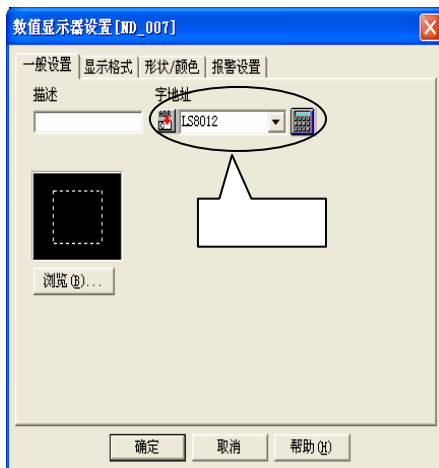 数值显示器设置[ND_007]
一般设置 显示格式 形状/颜色 报警设置
描述 字地址
LS8012
浏览(B)...
确定 取消 帮助(H)